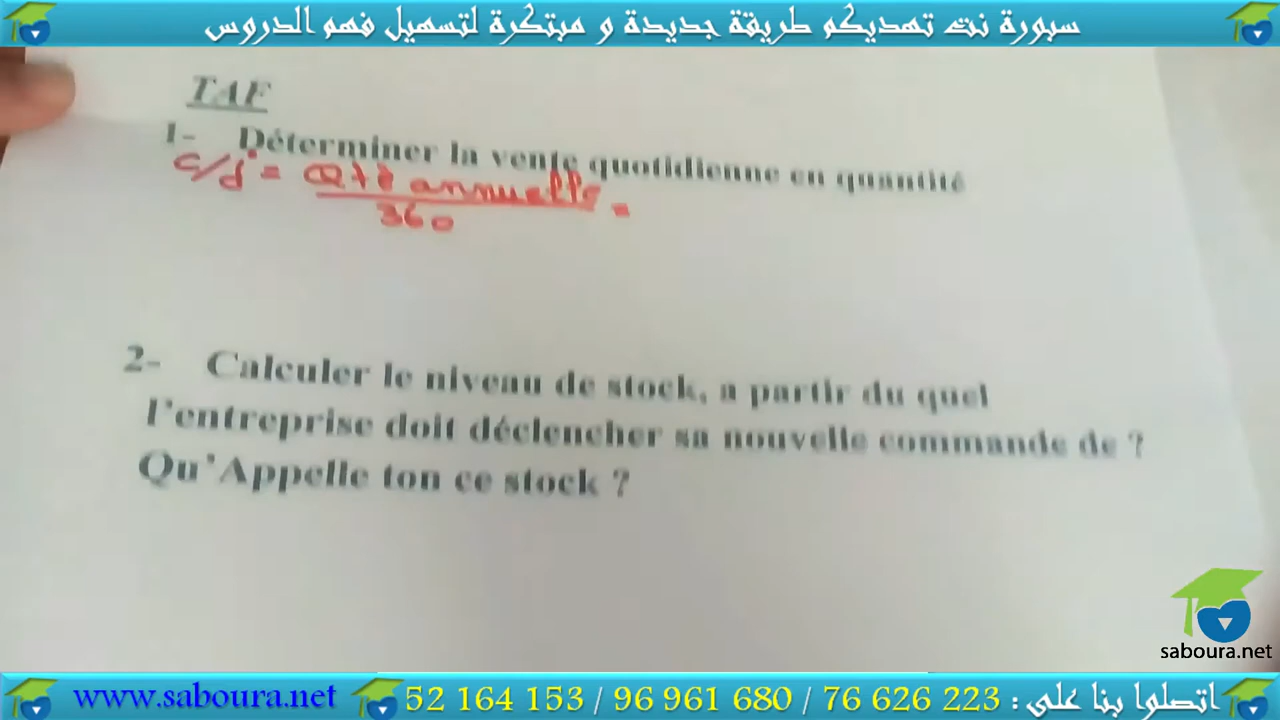 سبورة نت تهديكم طريقة جديدة و مبتكرة لتسهيل فهم الدروس
TAF
1- Déterminer la vente quotidienne en quantité
C/j = Qté annuelle =
360
2- Calculer le niveau de stock, a partir du quel
l'entreprise doit déclencher sa nouvelle commande de ?
Qu'Appelle ton ce stock ?
saboura.net
www.saboura.net 52 164 153 / 96 961 680 / 76 626 223 : اتصلوا بنا على